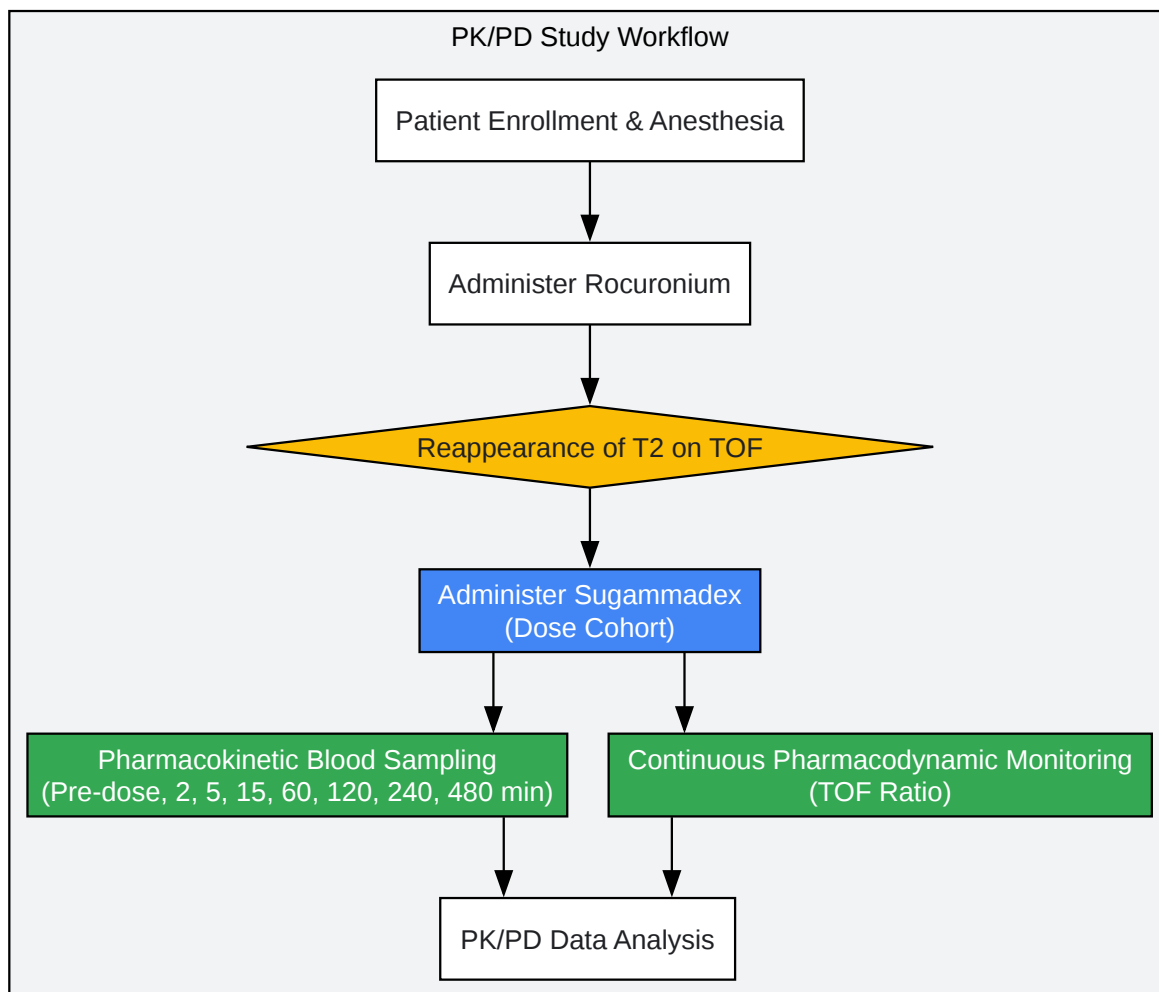 PK/PD Study Workflow
Patient Enrollment & Anesthesia
Administer Rocuronium
Reappearance of T2 on TOF
Administer Sugammadex
(Dose Cohort)
Pharmacokinetic Blood Sampling
(Pre-dose, 2, 5, 15, 60, 120, 240, 480 min)
Continuous Pharmacodynamic Monitoring
(TOF Ratio)
PK/PD Data Analysis